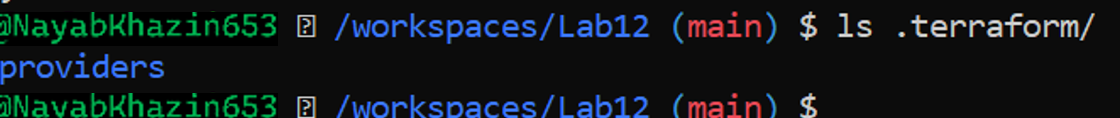 @NayabKhazin653 /workspaces/Lab12 (main) $ ls .terraform/
providers
@NayabKhazin653 /workspaces/Lab12 (main) $